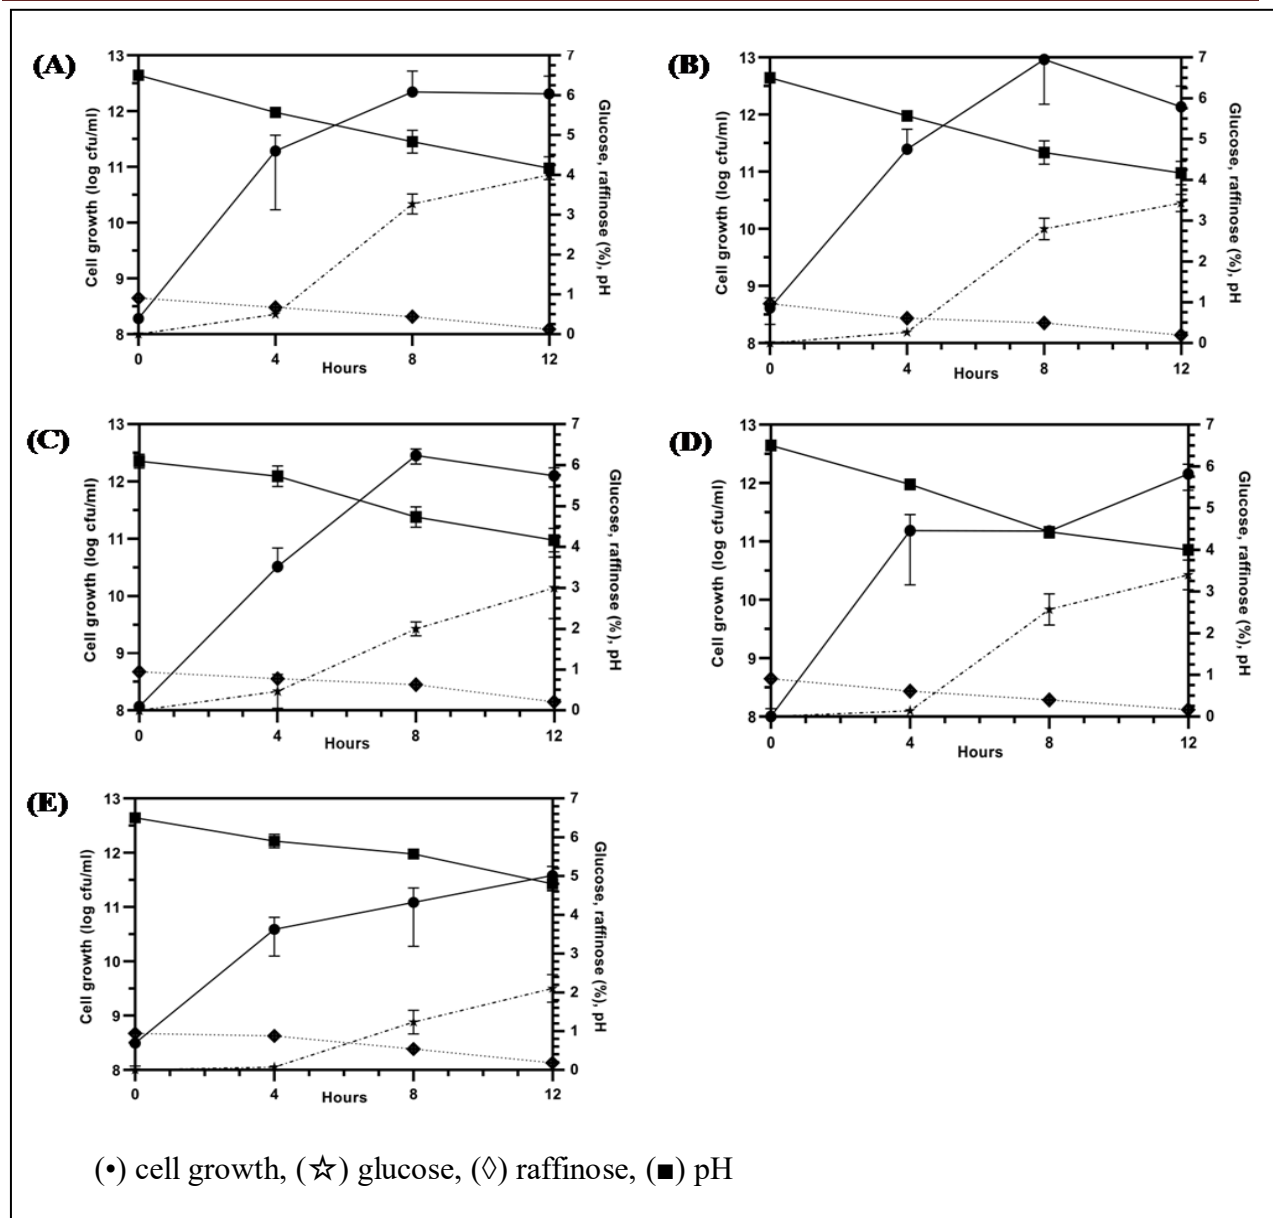 (A)
13
12
11
10
9
8
Cell growth (log cfu/ml)
7
6
5
4
3
2
1
0
Glucose, raffinose (%), pH
0 4 8 12
Hours
(B)
13
12
11
10
9
8
Cell growth (log cfu/ml)
7
6
5
4
3
2
1
0
Glucose, raffinose (%), pH
0 4 8 12
Hours
(C)
13
12
11
10
9
8
Cell growth (log cfu/ml)
7
6
5
4
3
2
1
0
Glucose, raffinose (%), pH
0 4 8 12
Hours
(D)
13
12
11
10
9
8
Cell growth (log cfu/ml)
7
6
5
4
3
2
1
0
Glucose, raffinose (%), pH
0 4 8 12
Hours
(E)
13
12
11
10
9
8
Cell growth (log cfu/ml)
7
6
5
4
3
2
1
0
Glucose, raffinose (%), pH
0 4 8 12
Hours
(•) cell growth, (☆) glucose, (◊) raffinose, (■) pH